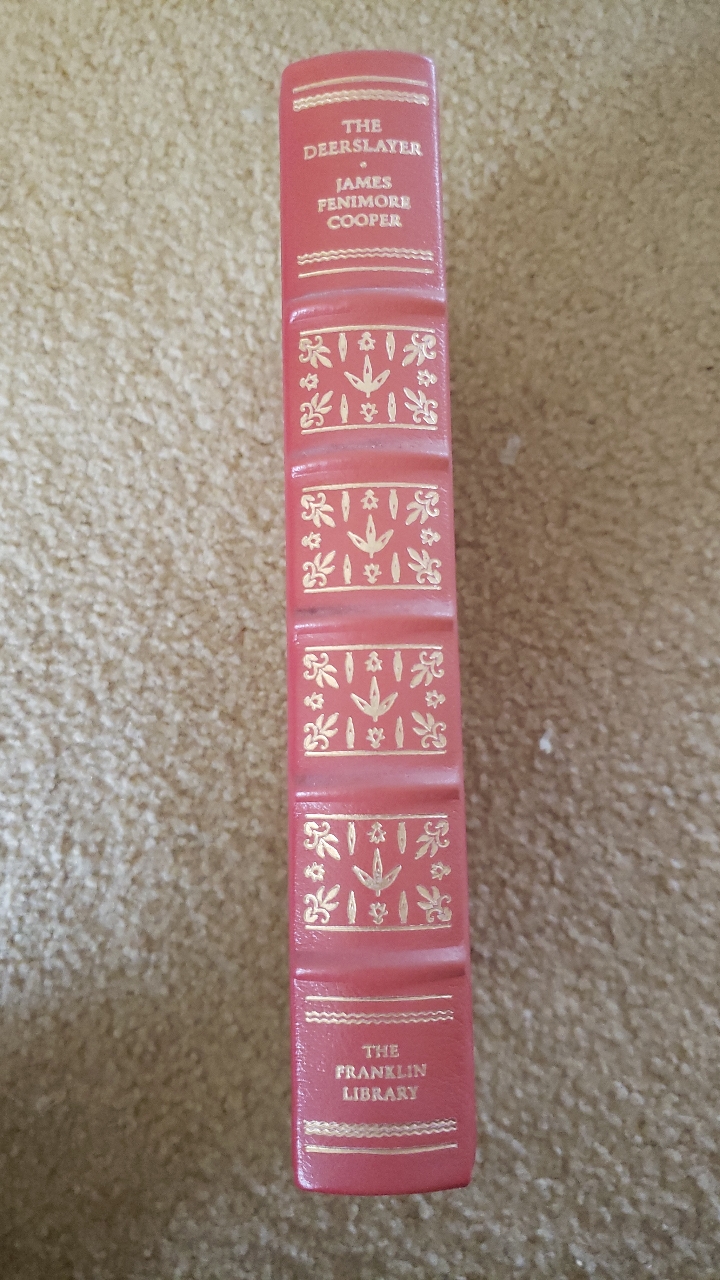 THE
DEERSLAYER
•
JAMES
FENIMORE
COOPER
THE
FRANKLIN
LIBRARY